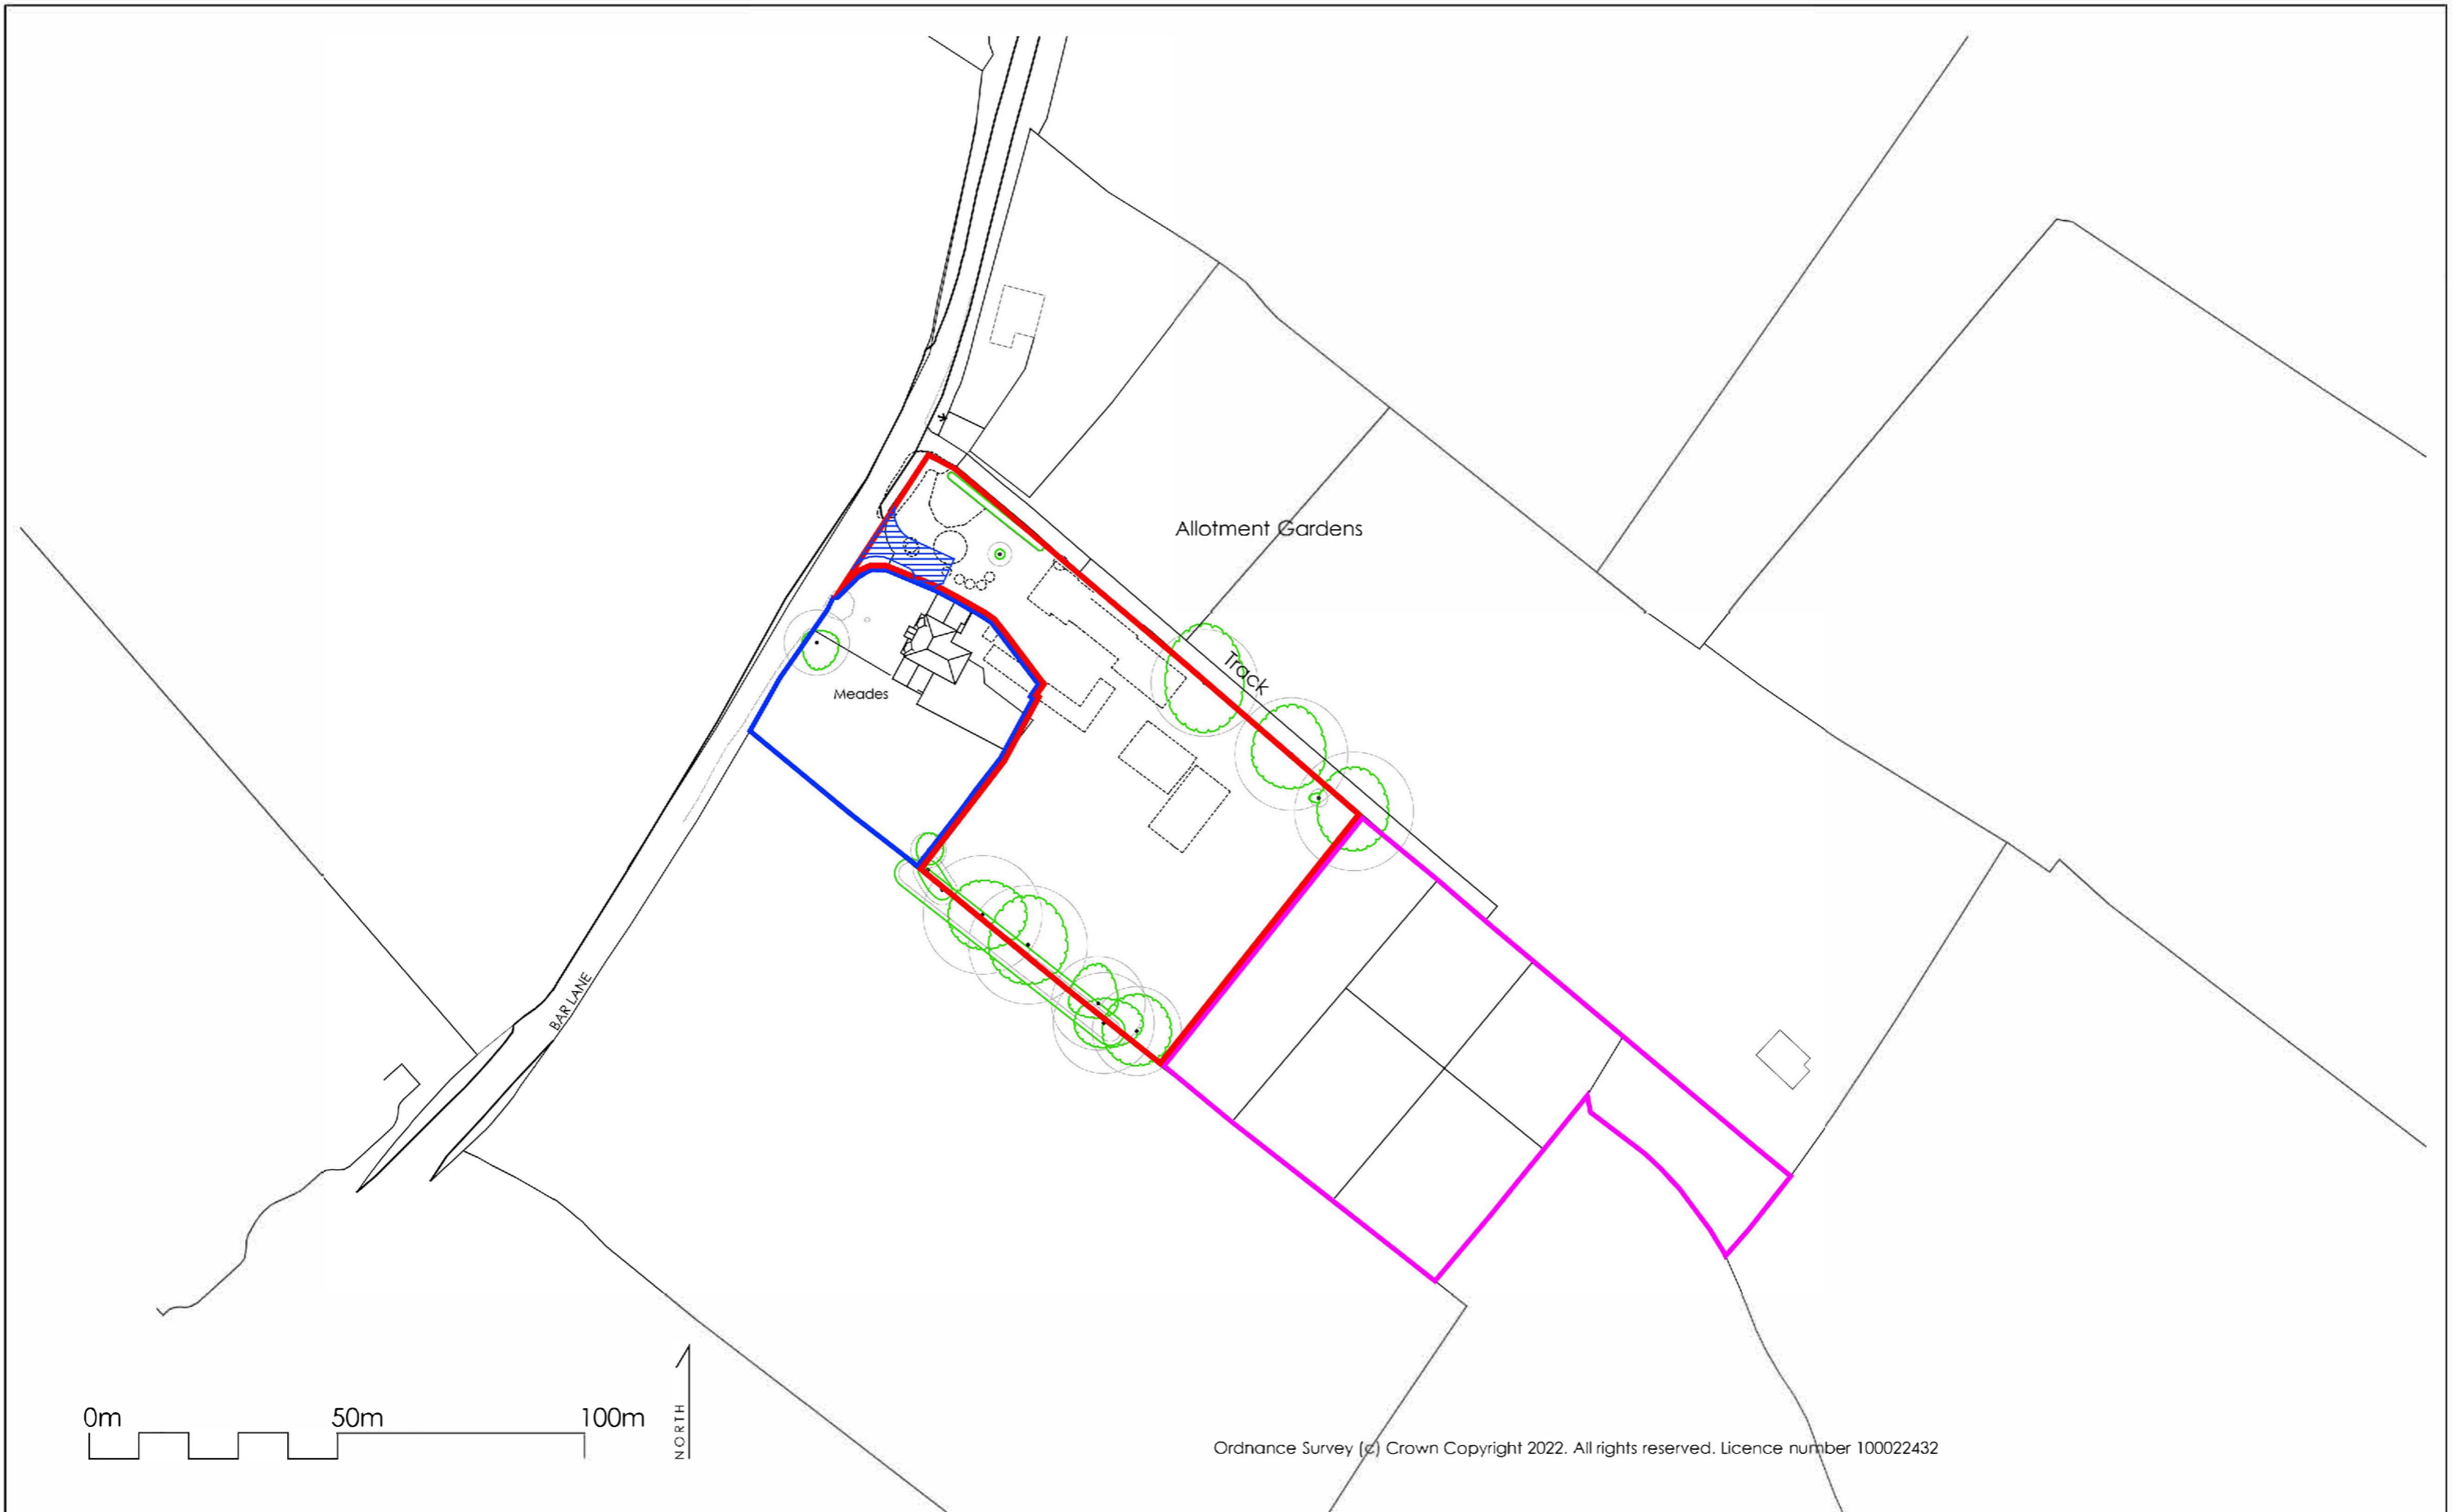 Allotment Gardens
Track
Meades
BAR LANE
0m 50m 100m
NORTH
Ordnance Survey (c) Crown Copyright 2022. All rights reserved. Licence number 100022432